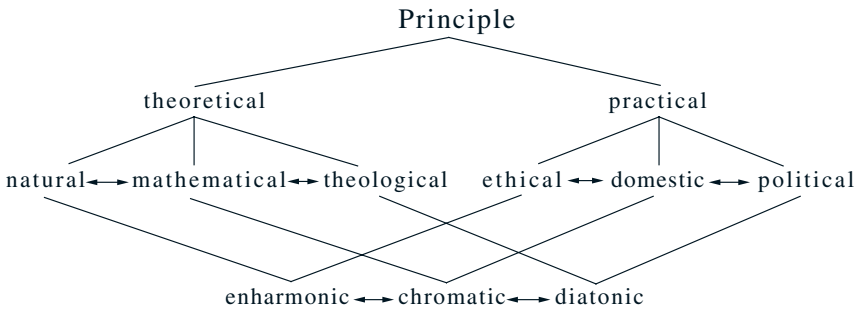 Principle
theoretical practical
natural mathematical theological ethical domestic political
enharmonic chromatic diatonic